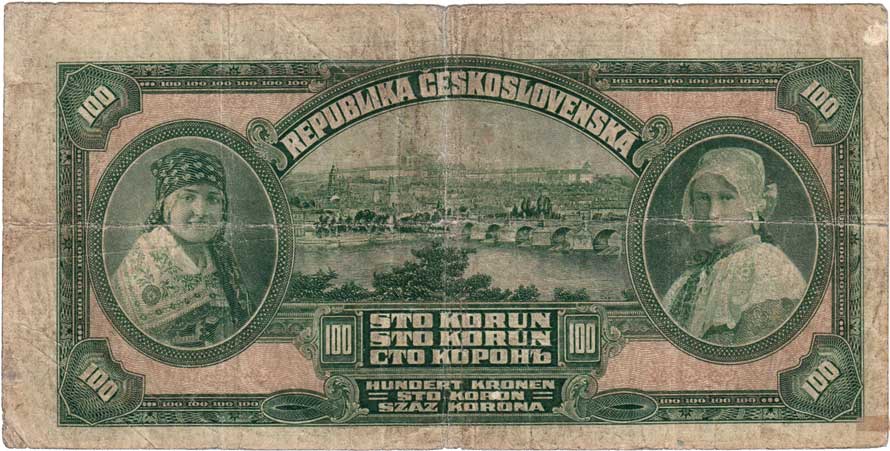 REPUBLIKA ČESKOSLOVENSKÁ
100
100
100
STO KORUN
100
STO KORÚN
СТО КОРОНЪ
HUNDERT KRONEN
= STO KORON =
SZÁZ KORONA
100
100